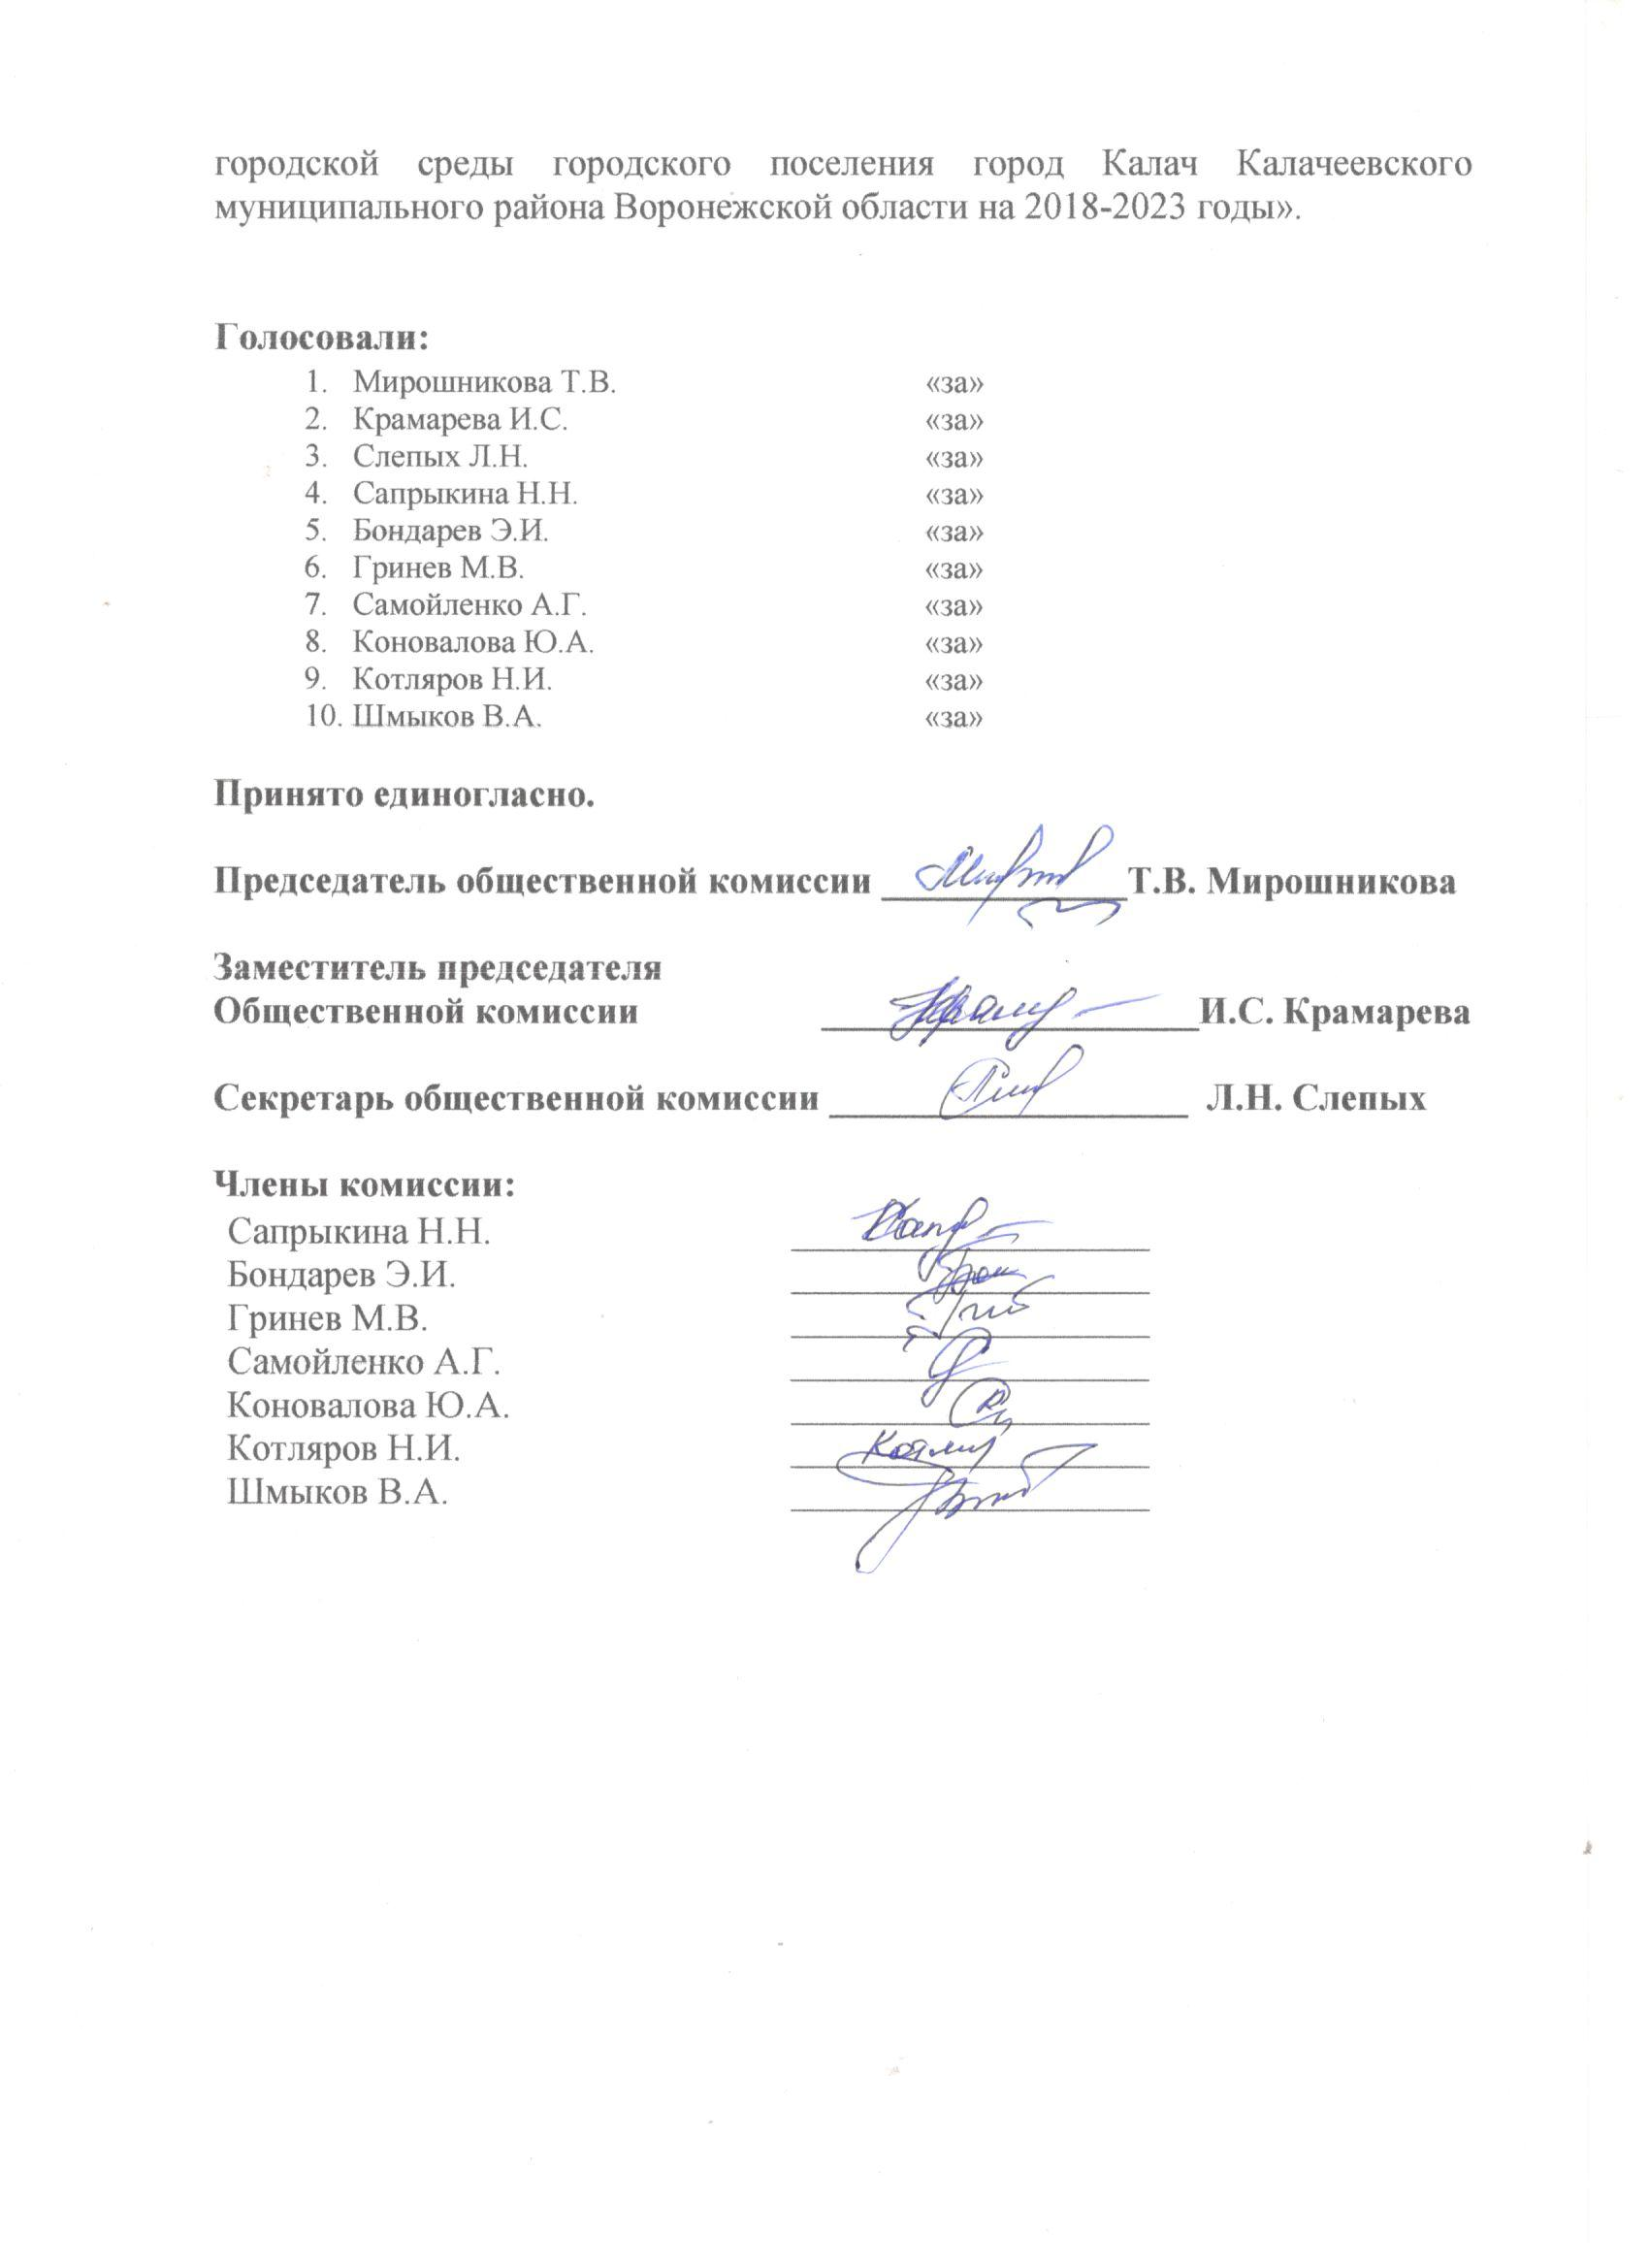 городской среды городского поселения город Калач Калачеевского
муниципального района Воронежской области на 2018-2023 годы».
Голосовали:
1. Мирошникова Т.В. «за»
2. Крамарева И.С. «за»
3. Слепых Л.Н. «за»
4. Сапрыкина Н.Н. «за»
5. Бондарев Э.И. «за»
6. Гринев М.В. «за»
7. Самойленко А.Г. «за»
8. Коновалова Ю.А. «за»
9. Котляров Н.И. «за»
10. Шмыков В.А. «за»
Принято единогласно.
Председатель общественной комиссии Т.В. Мирошникова
Заместитель председателя
Общественной комиссии И.С. Крамарева
Секретарь общественной комиссии Л.Н. Слепых
Члены комиссии:
Сапрыкина Н.Н.
Бондарев Э.И.
Гринев М.В.
Самойленко А.Г.
Коновалова Ю.А.
Котляров Н.И.
Шмыков В.А.